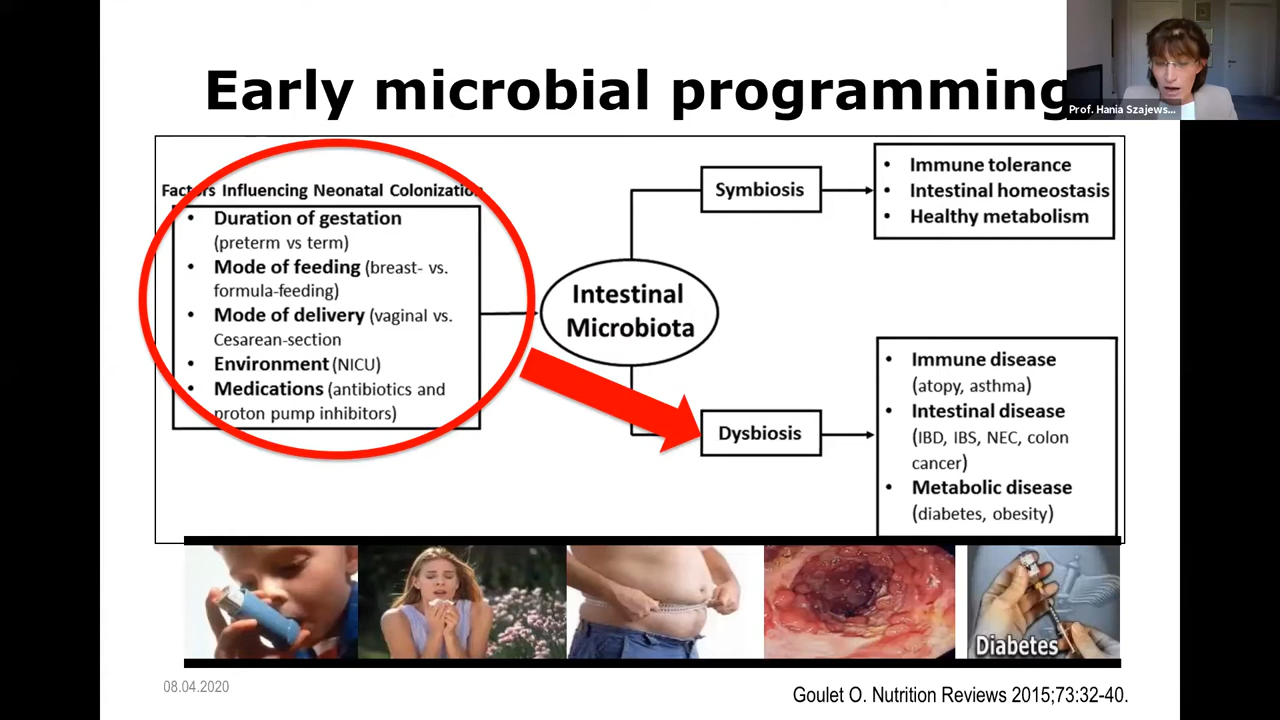 Early microbial programming
Prof. Hania Szajews...
Factors Influencing Neonatal Colonization
• Duration of gestation
(preterm vs term)
• Mode of feeding (breast- vs.
formula-feeding)
• Mode of delivery (vaginal vs.
Cesarean-section
• Environment (NICU)
• Medications (antibiotics and
proton pump inhibitors)
Intestinal
Microbiota
Symbiosis
• Immune tolerance
• Intestinal homeostasis
• Healthy metabolism
Dysbiosis
• Immune disease
(atopy, asthma)
• Intestinal disease
(IBD, IBS, NEC, colon
cancer)
• Metabolic disease
(diabetes, obesity)
Diabetes
08.04.2020
Goulet O. Nutrition Reviews 2015;73:32-40.